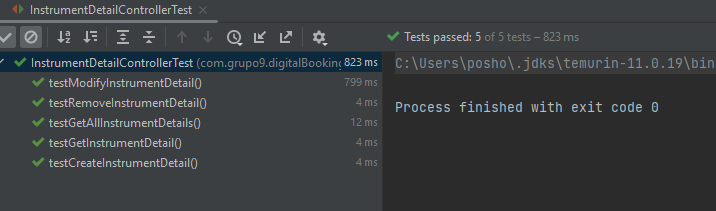 InstrumentDetailControllerTest
Tests passed: 5 of 5 tests – 823 ms
InstrumentDetailControllerTest (com.grupo9.digitalBooking 823 ms
testModifyInstrumentDetail() 799 ms
testRemoveInstrumentDetail() 4 ms
testGetAllInstrumentDetails() 12 ms
testGetInstrument() 4 ms
testCreateInstrumentDetail() 4 ms
C:\Users\posho\.jdks\temurin-11.0.19\bin
Process finished with exit code 0